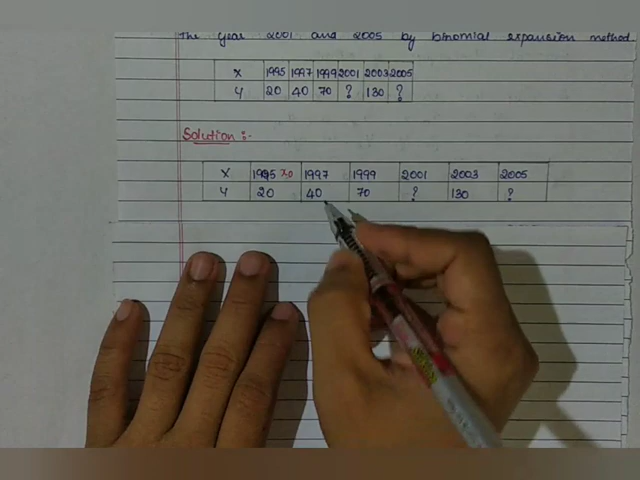 The year 2001 and 2005 by binomial expansion method
X 1995 1997 1999 2001 2003 2005
Y 20 40 70 ? 130 ?
Solution :-
X 1995 x0 1997 1999 2001 2003 2005
Y 20 40 70 ? 130 ?